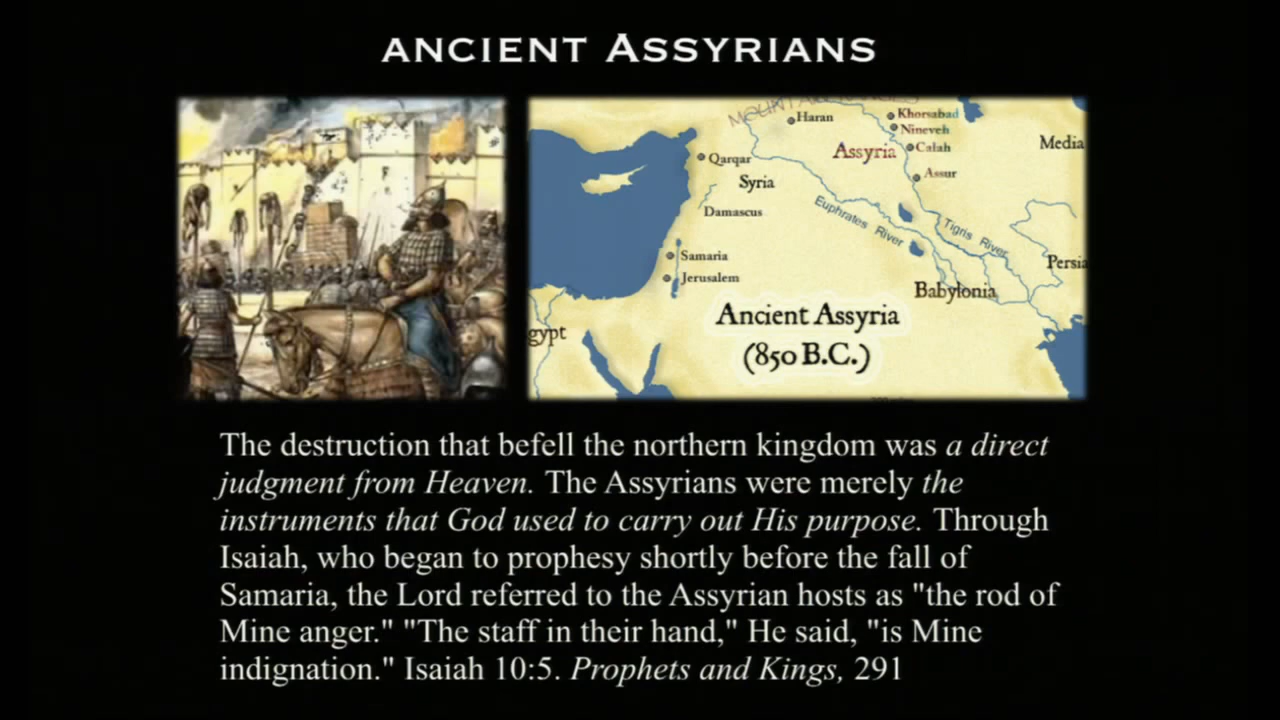 ANCIENT ASSYRIANS
Haran
Khorsabad
Nineveh
Assyria
Calah
Media
Qarqar
Syria
Assur
Damascus
Euphrates River
Tigris River
Samaria
Jerusalem
Persia
Babylonia
Ancient Assyria
(850 B.C.)
gypt
The destruction that befell the northern kingdom was a direct
judgment from Heaven. The Assyrians were merely the
instruments that God used to carry out His purpose. Through
Isaiah, who began to prophesy shortly before the fall of
Samaria, the Lord referred to the Assyrian hosts as "the rod of
Mine anger." "The staff in their hand," He said, "is Mine
indignation." Isaiah 10:5. Prophets and Kings, 291